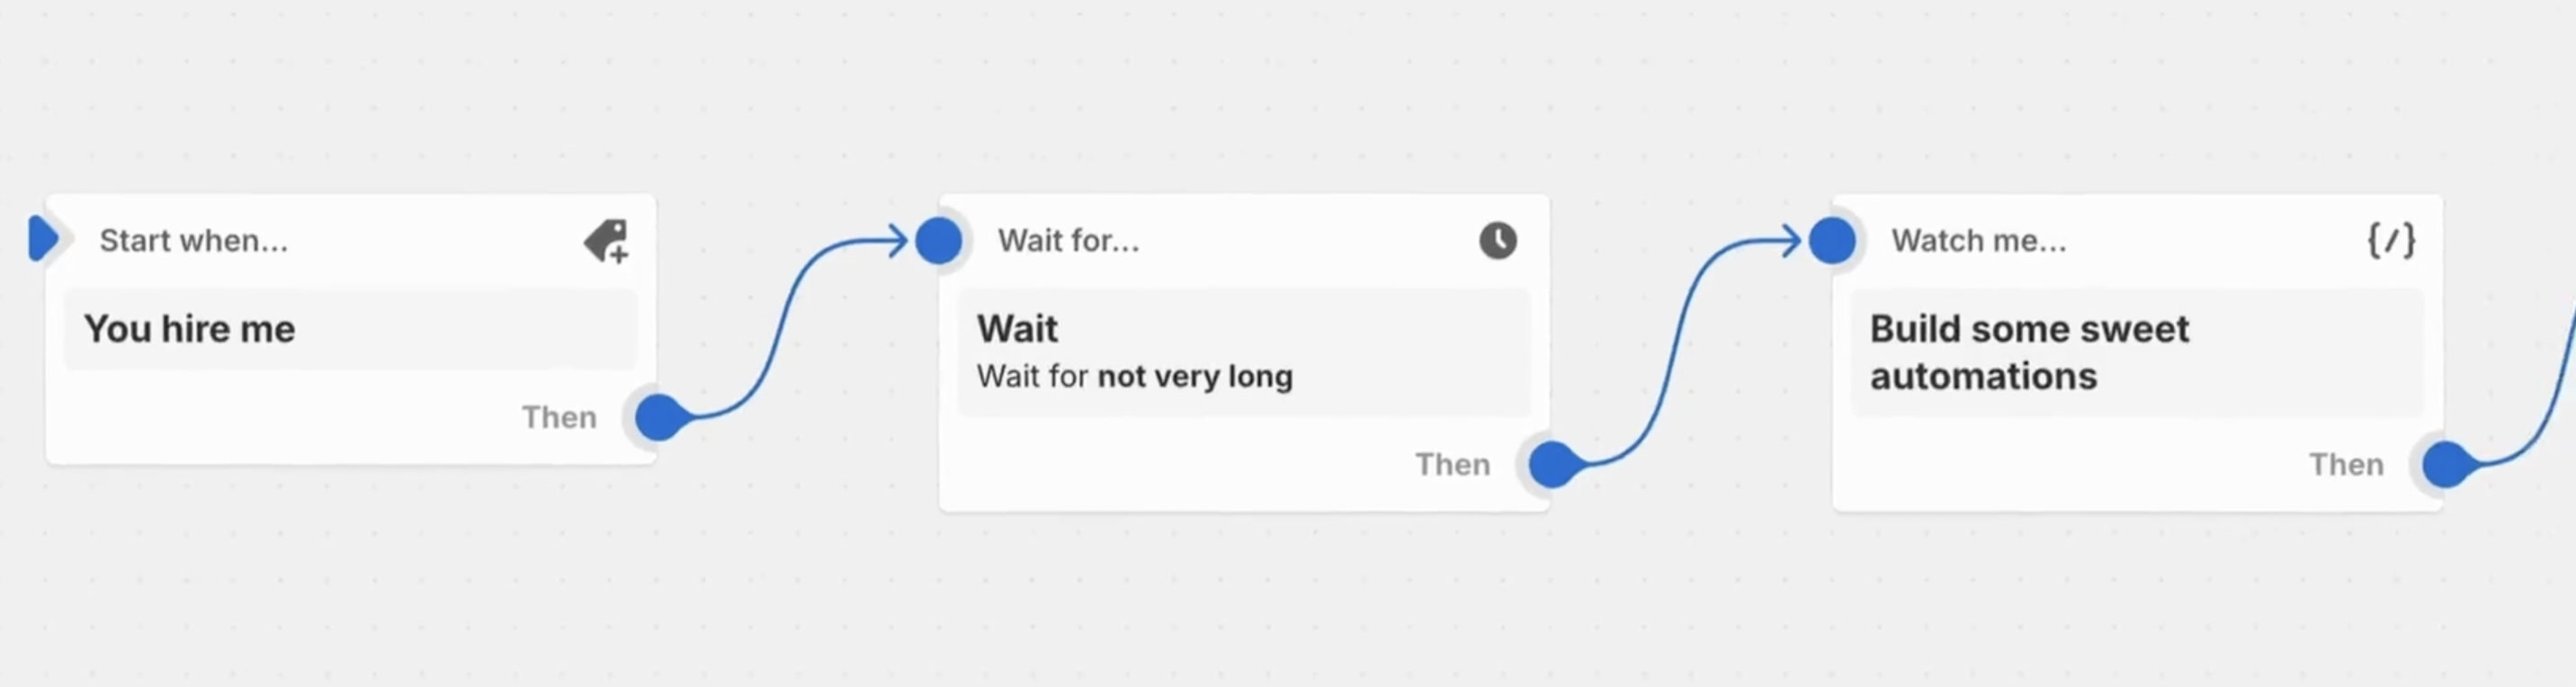 Start when...
You hire me
Then
Wait for...
Wait
Wait for not very long
Then
Watch me...
{/}
Build some sweet
automations
Then